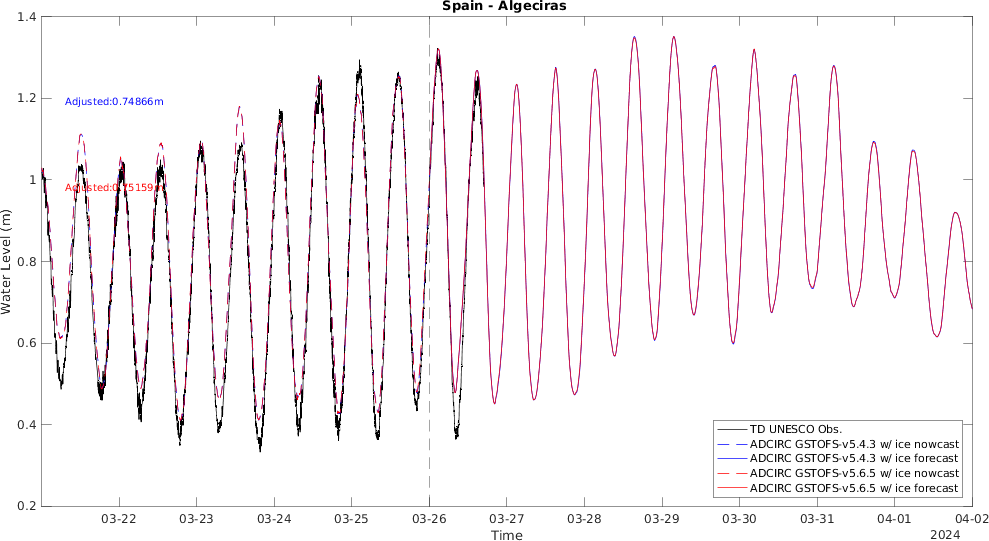 Spain - Algeciras
Water Level (m)
1.4
1.2
1
0.8
0.6
0.4
0.2
Adjusted:0.74866m
Adjusted:0.75159m
TD UNESCO Obs.
ADCIRC GSTOFS-v5.4.3 w/ ice nowcast
ADCIRC GSTOFS-v5.4.3 w/ ice forecast
ADCIRC GSTOFS-v5.6.5 w/ ice nowcast
ADCIRC GSTOFS-v5.6.5 w/ ice forecast
03-22 03-23 03-24 03-25 03-26 03-27 03-28 03-29 03-30 03-31 04-01 04-02
Time
2024